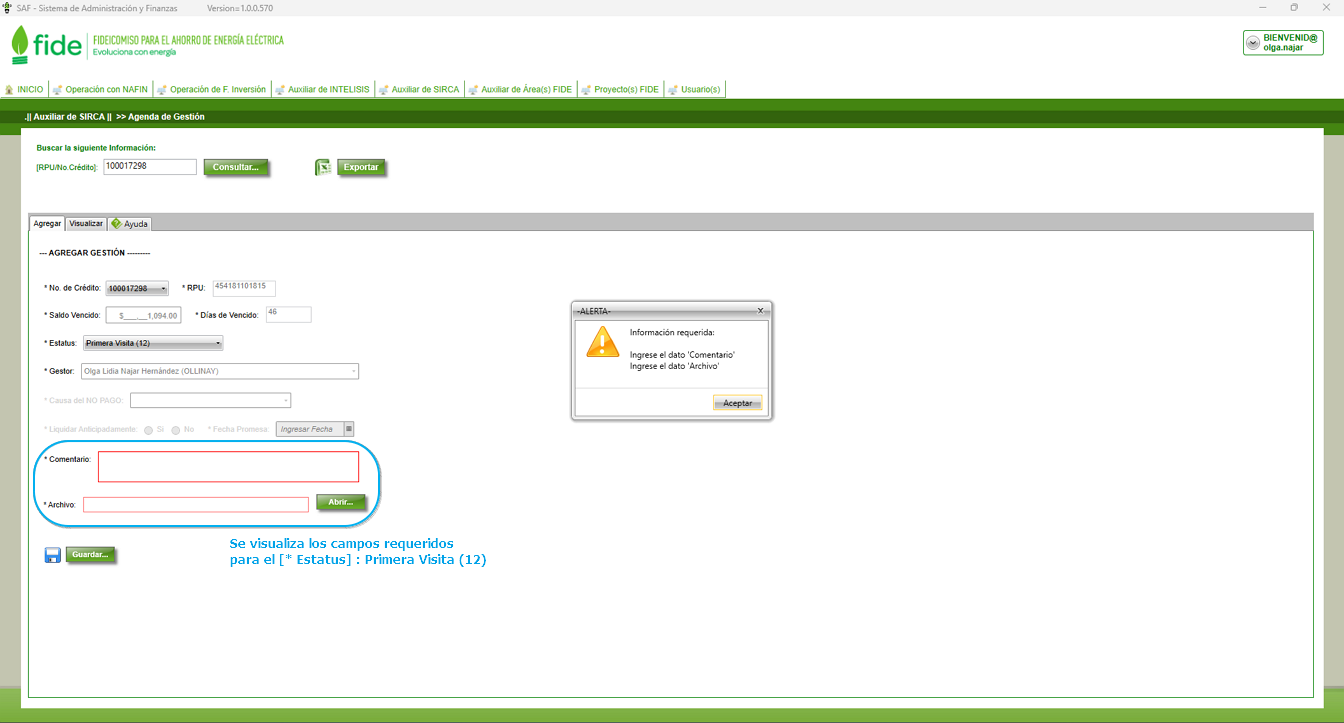 SAF - Sistema de Administración y Finanzas Version=1.0.0.570
fide FIDEICOMISO PARA EL AHORRO DE ENERGÍA ELÉCTRICA
Evoluciona con energía
BIENVENID@
olga.najar
INICIO Operación con NAFIN Operación de F. Inversión Auxiliar de INTELISIS Auxiliar de SIRCA Auxiliar de Área(s) FIDE Proyecto(s) FIDE Usuario(s)
.|| Auxiliar de SIRCA || >> Agenda de Gestión
Buscar la siguiente Información:
[RPU/No.Crédito]: 100017298 Consultar... Exportar
Agregar Visualizar Ayuda
--- AGREGAR GESTIÓN ---------
* No. de Crédito: 100017298 * RPU: 454181101815
* Saldo Vencido: $___,__1,094.00 * Días de Vencido: 46
* Estatus: Primera Visita (12)
* Gestor: Olga Lidia Najar Hernández (OLLINAY)
* Causa del NO PAGO:
* Liquidar Anticipadamente: Si No * Fecha Promesa: Ingresar Fecha
* Comentario:
* Archivo: Abrir...
Guardar...
Se visualiza los campos requeridos
para el [* Estatus] : Primera Visita (12)
-ALERTA- X
Información requerida:
Ingrese el dato 'Comentario'
Ingrese el dato 'Archivo'
Aceptar